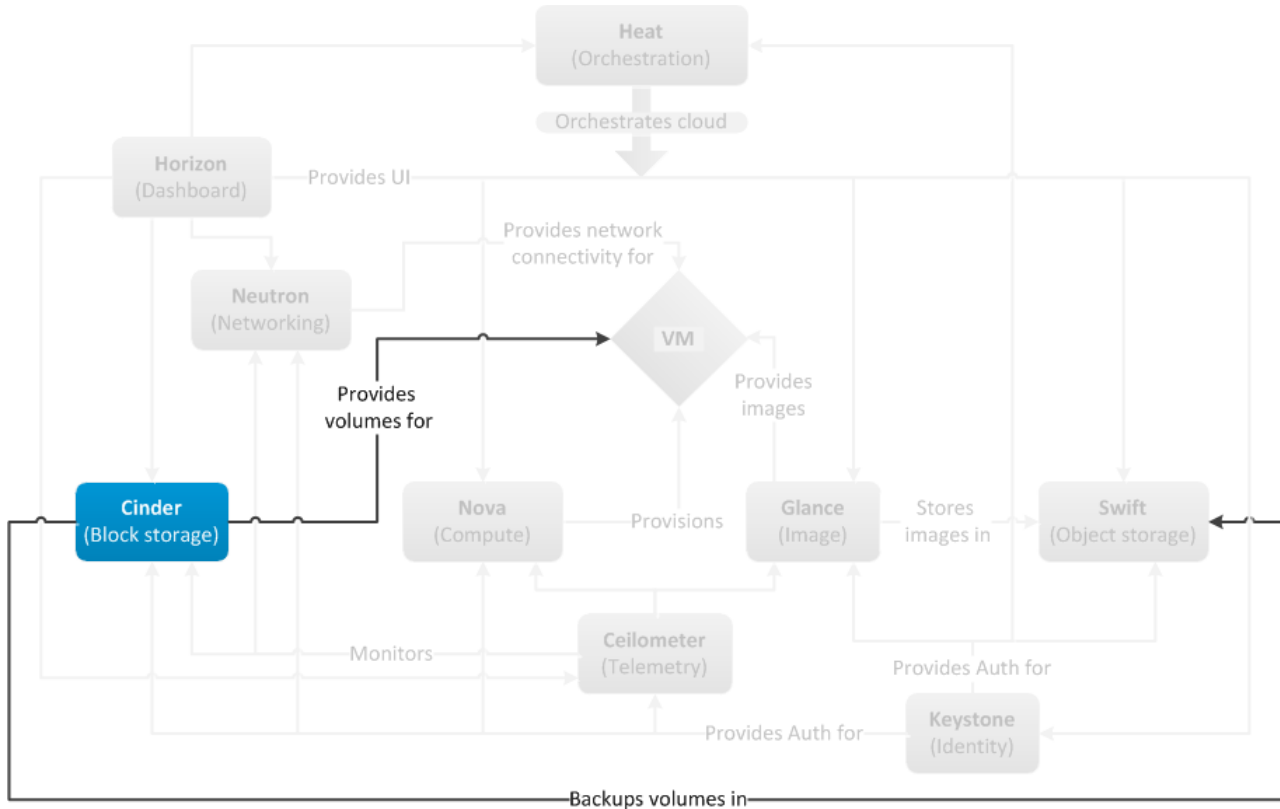 Heat
(Orchestration)
Orchestrates cloud
Horizon
(Dashboard)
Provides UI
Provides network
connectivity for
Neutron
(Networking)
VM
Provides
images
Provides
volumes for
Cinder
(Block storage)
Nova
(Compute)
Provisions
Glance
(Image)
Stores
images in
Swift
(Object storage)
Ceilometer
(Telemetry)
Monitors
Provides Auth for
Keystone
(Identity)
Provides Auth for
Backups volumes in